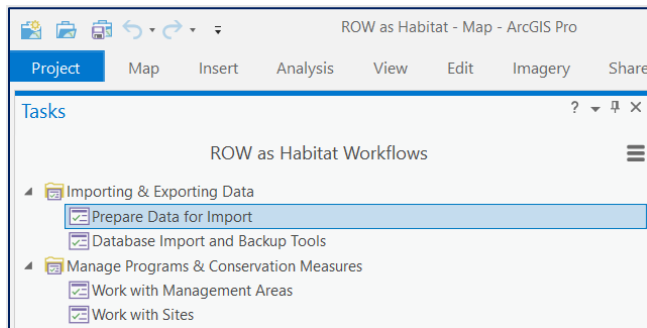 ROW as Habitat - Map - ArcGIS Pro
Project Map Insert Analysis View Edit Imagery Share
Tasks ?
ROW as Habitat Workflows
Importing & Exporting Data
Prepare Data for Import
Database Import and Backup Tools
Manage Programs & Conservation Measures
Work with Management Areas
Work with Sites